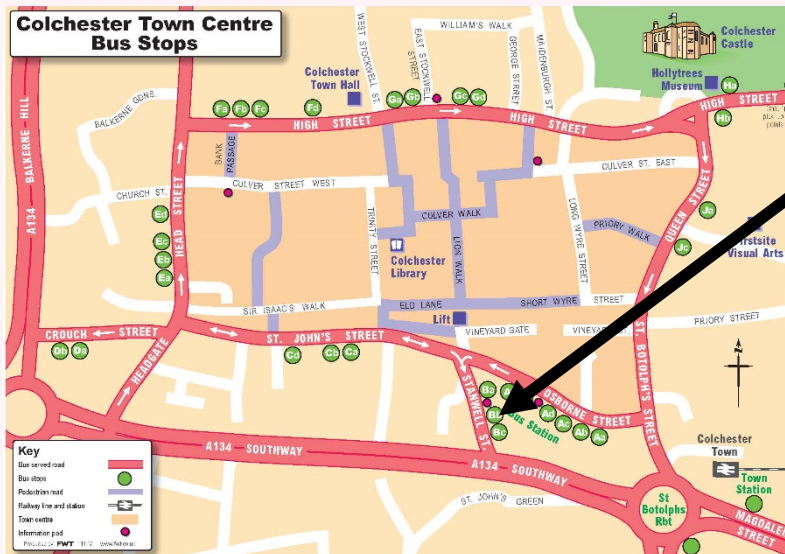 Colchester Town Centre
Bus Stops
WILLIAM'S WALK
WEST STOCKWELL ST.
EAST STOCKWELL STREET
GEORGE STREET
MAIDENBURGH ST.
Colchester
Castle
Hollytrees
Museum
Colchester
Town Hall
BALKERNE GDNS.
A134 BALKERNE HILL
Fa
Fb
Fc
Fd
Ga
Gb
Gc
Gd
Ha
Hb
HIGH STREET
HIGH STREET
HIGH STREET
BANK
PASSAGE
CULVER ST. EAST
CHURCH ST.
CULVER STREET WEST
TRINITY STREET
CULVER WALK
LION WALK
LONG WYRE STREET
QUEEN STREET
PRIORY WALK
Ja
Jc
Visual Arts
Ed
Ec
Eb
Ea
HEAD STREET
Colchester
Library
SIR ISAAC'S WALK
ELD LANE
SHORT WYRE
STREET
PRIORY STREET
Lift
VINEYARD GATE
CROUCH STREET
ST. JOHN'S STREET
Db
Da
Cd
Cb
Ca
HEADGATE
STANWELL ST.
OSBORNE STREET
ST. BOTOLPH'S STREET
Ba
Bc
Ad
Ac
Ab
Aa
Bus Station
N
A134 SOUTHWAY
A134 SOUTHWAY
ST. JOHN'S GREEN
Colchester
Town
Town
Station
St
Botolphs
Rbt
MAGDALEN
STREET
Key
Bus served road
Bus stops
Pedestrian road
Railway line and station
Town centre
Information pod
FWT